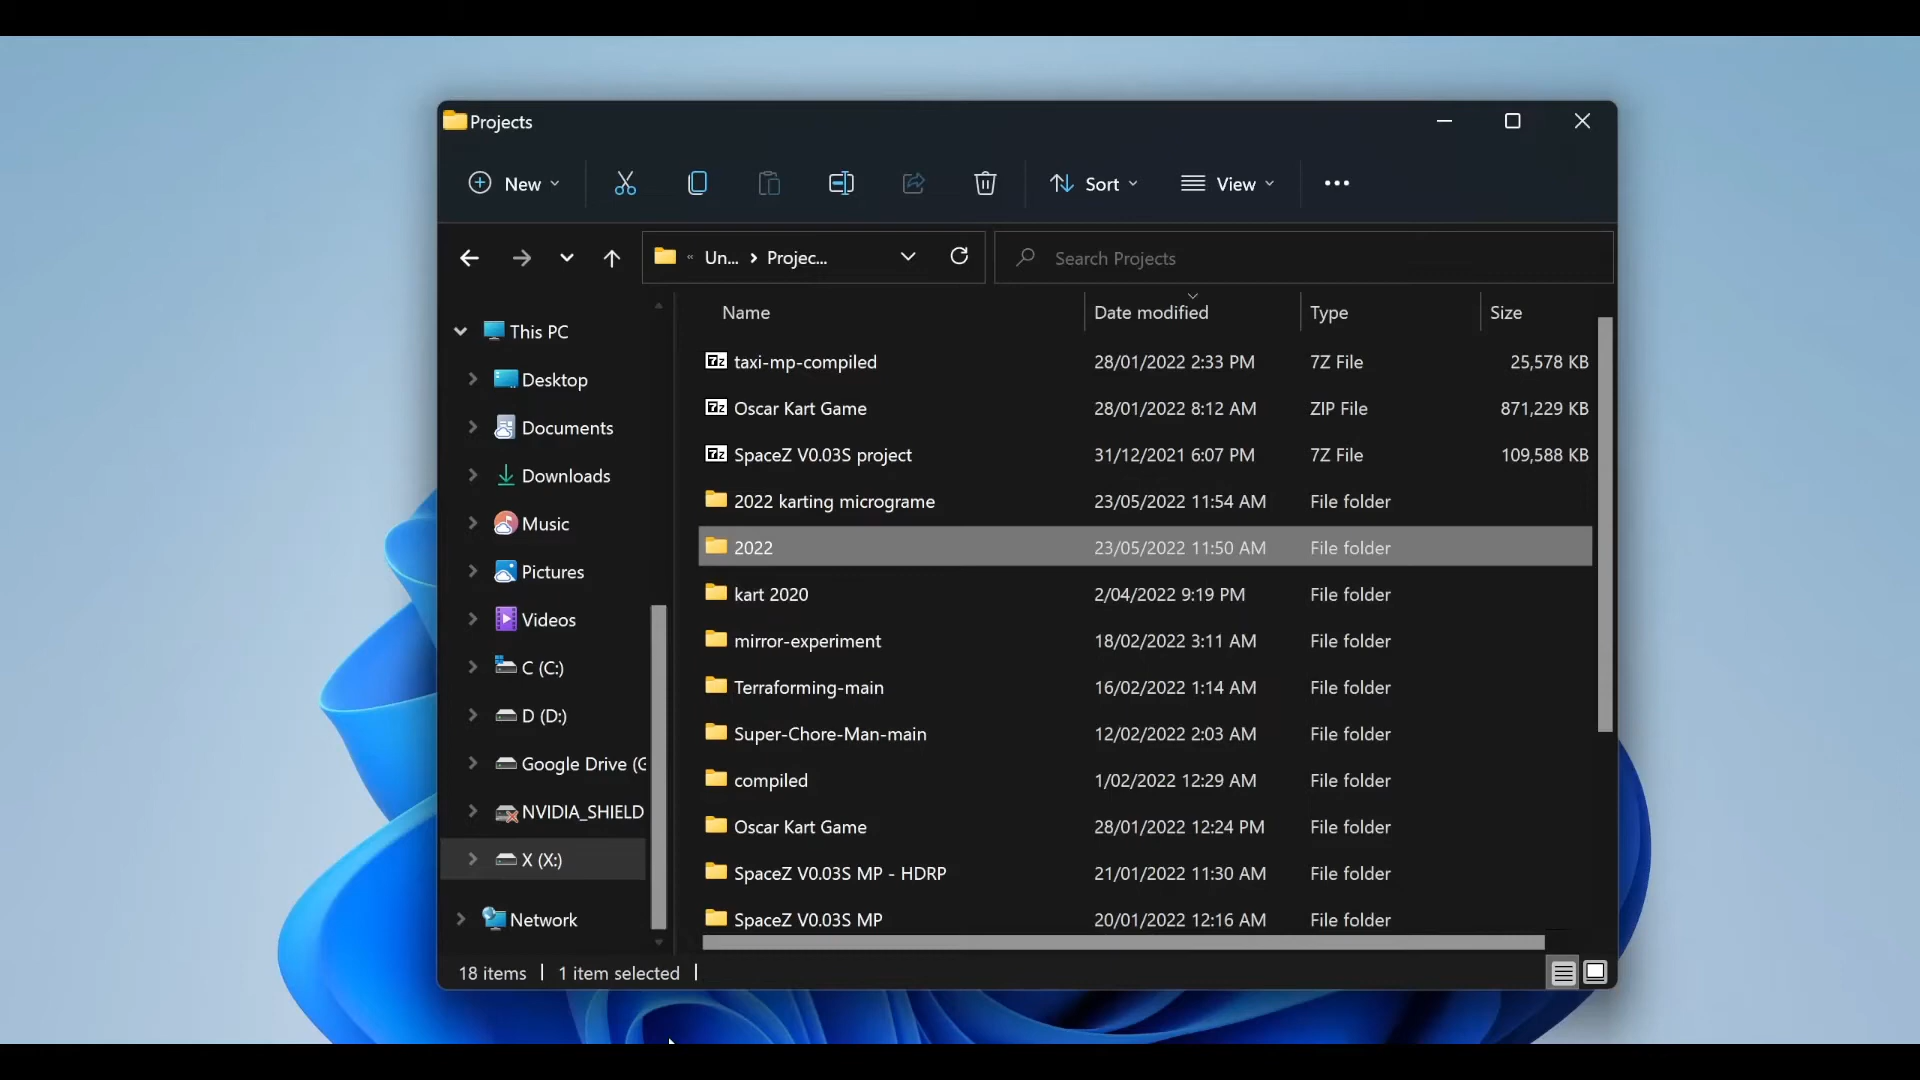 Projects
New
Sort
View
« Un... > Projec...
Search Projects
Name
Date modified
Type
Size
This PC
Desktop
Documents
Downloads
Music
Pictures
Videos
C (C:)
D (D:)
Google Drive (G
NVIDIA_SHIELD
X (X:)
Network
taxi-mp-compiled 28/01/2022 2:33 PM 7Z File 25,578 KB
Oscar Kart Game 28/01/2022 8:12 AM ZIP File 871,229 KB
SpaceZ V0.03S project 31/12/2021 6:07 PM 7Z File 109,588 KB
2022 karting micrograme 23/05/2022 11:54 AM File folder
2022 23/05/2022 11:50 AM File folder
kart 2020 2/04/2022 9:19 PM File folder
mirror-experiment 18/02/2022 3:11 AM File folder
Terraforming-main 16/02/2022 1:14 AM File folder
Super-Chore-Man-main 12/02/2022 2:03 AM File folder
compiled 1/02/2022 12:29 AM File folder
Oscar Kart Game 28/01/2022 12:24 PM File folder
SpaceZ V0.03S MP - HDRP 21/01/2022 11:30 AM File folder
SpaceZ V0.03S MP 20/01/2022 12:16 AM File folder
18 items 1 item selected